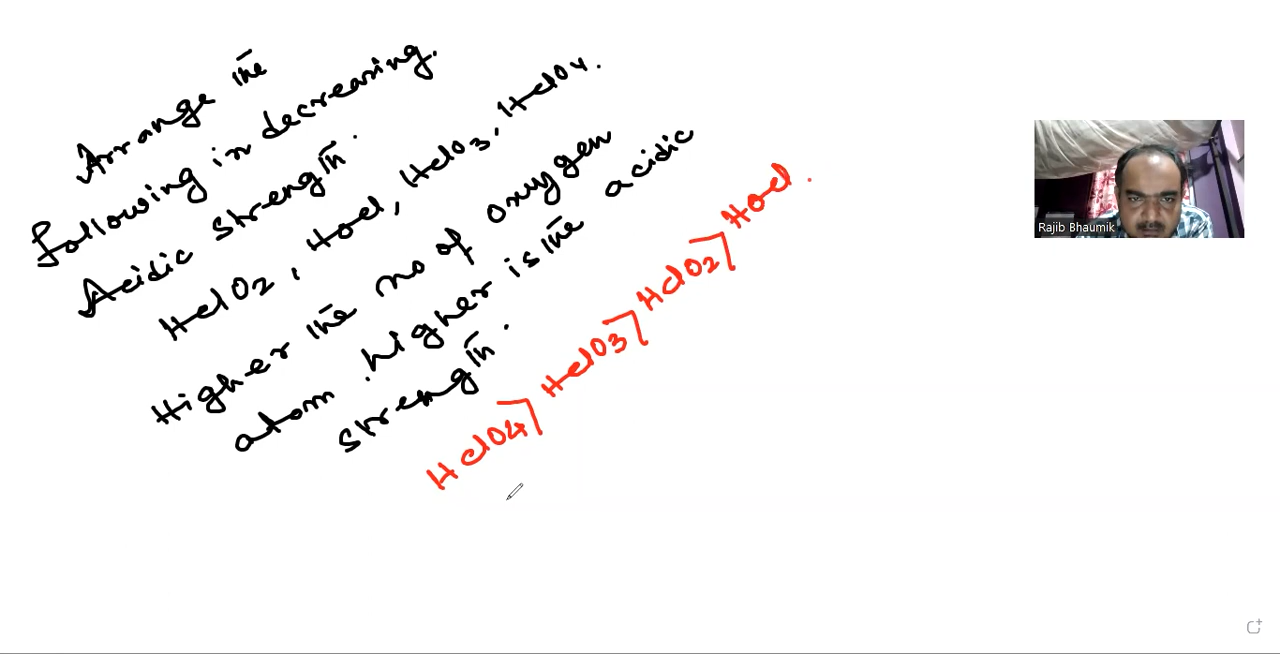 Arrange the
following in decreasing.
Acidic strength.
HClO2, HOCl, HClO3, HClO4.
Higher the no of oxygen
atom. higher is the acidic
strength.
HClO4 > HClO3 > HClO2 > HOCl.
Rajib Bhaumik